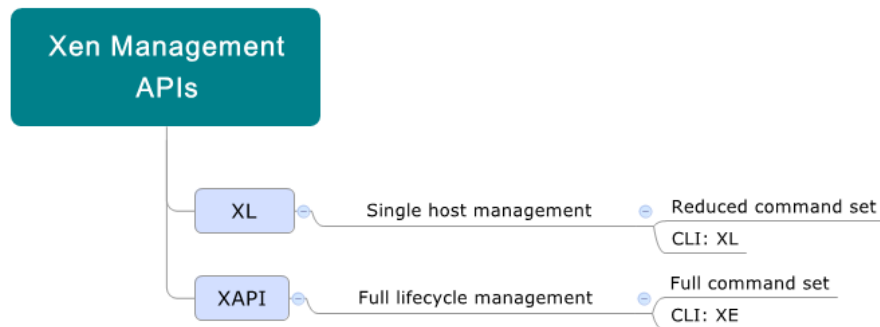 Xen Management
APIs
XL
Single host management
Reduced command set
CLI: XL
XAPI
Full lifecycle management
Full command set
CLI: XE